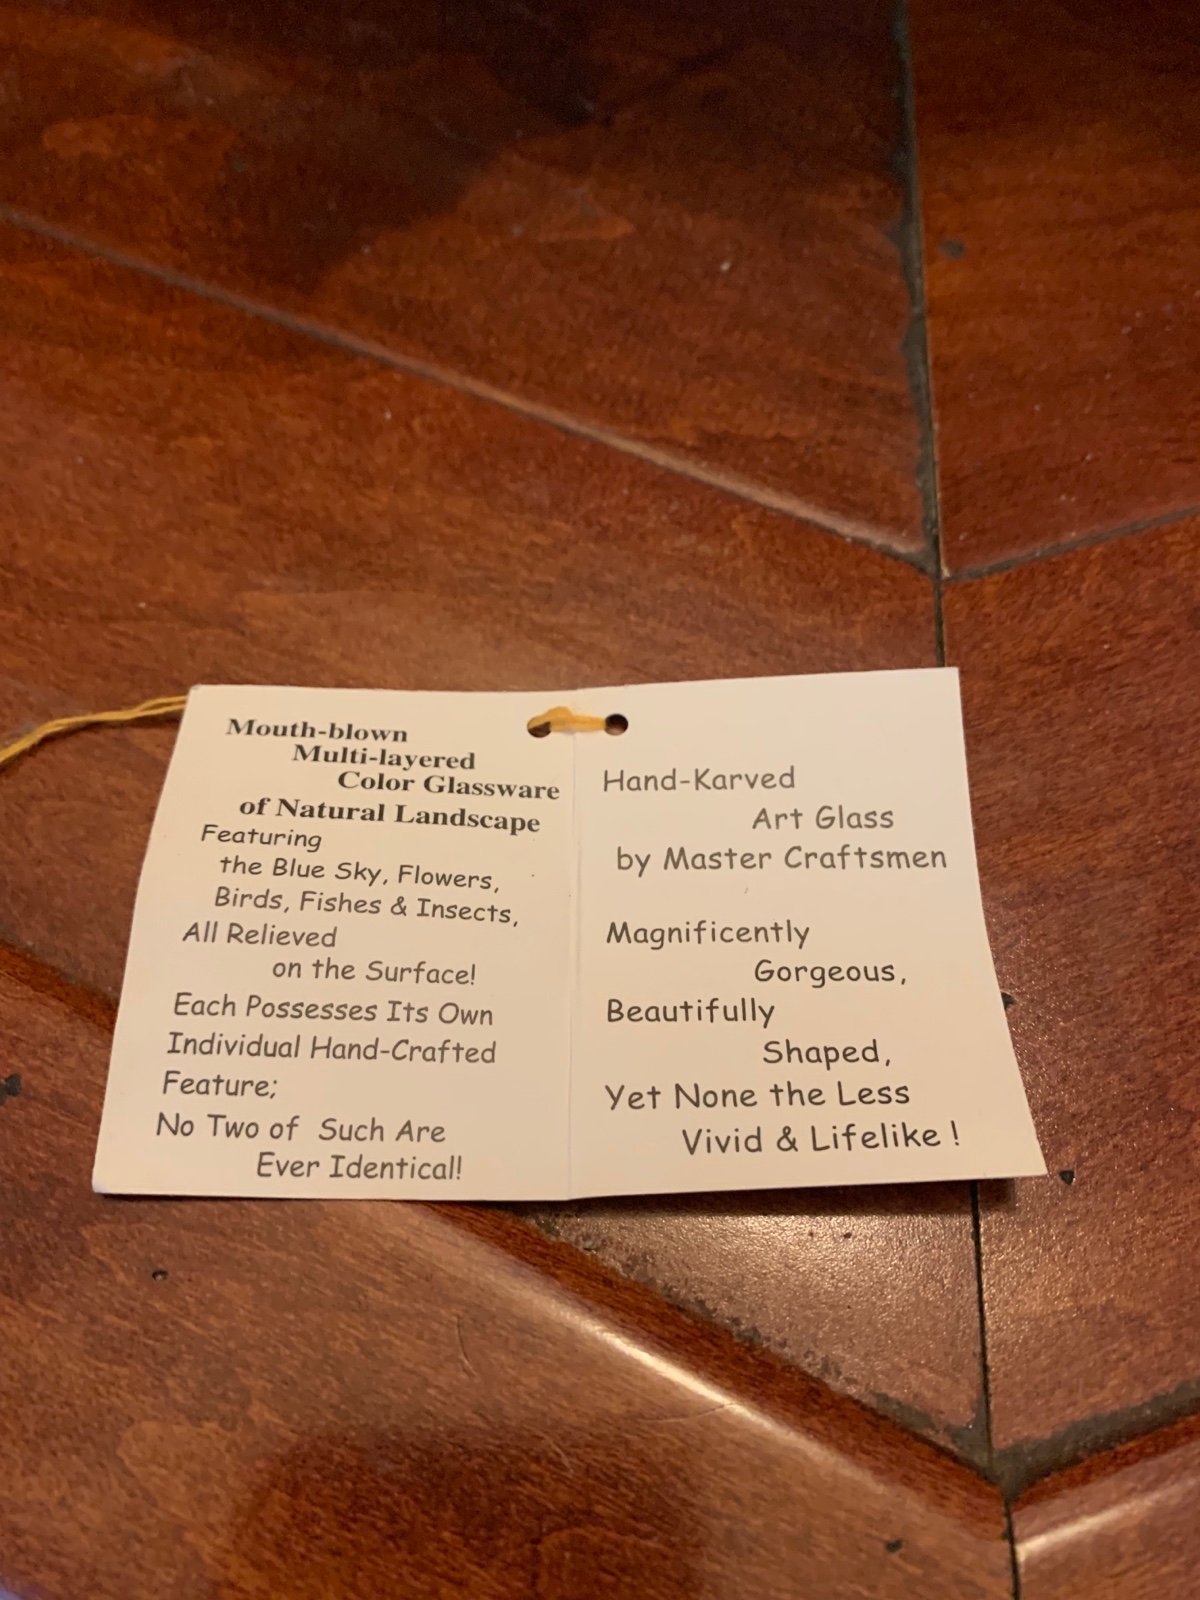 Mouth-blown
Multi-layered
Color Glassware
of Natural Landscape
Featuring
the Blue Sky, Flowers,
Birds, Fishes & Insects,
All Relieved
on the Surface!
Each Possesses Its Own
Individual Hand-Crafted
Feature;
No Two of Such Are
Ever Identical!
Hand-Karved
Art Glass
by Master Craftsmen
Magnificently
Gorgeous,
Beautifully
Shaped,
Yet None the Less
Vivid & Lifelike !